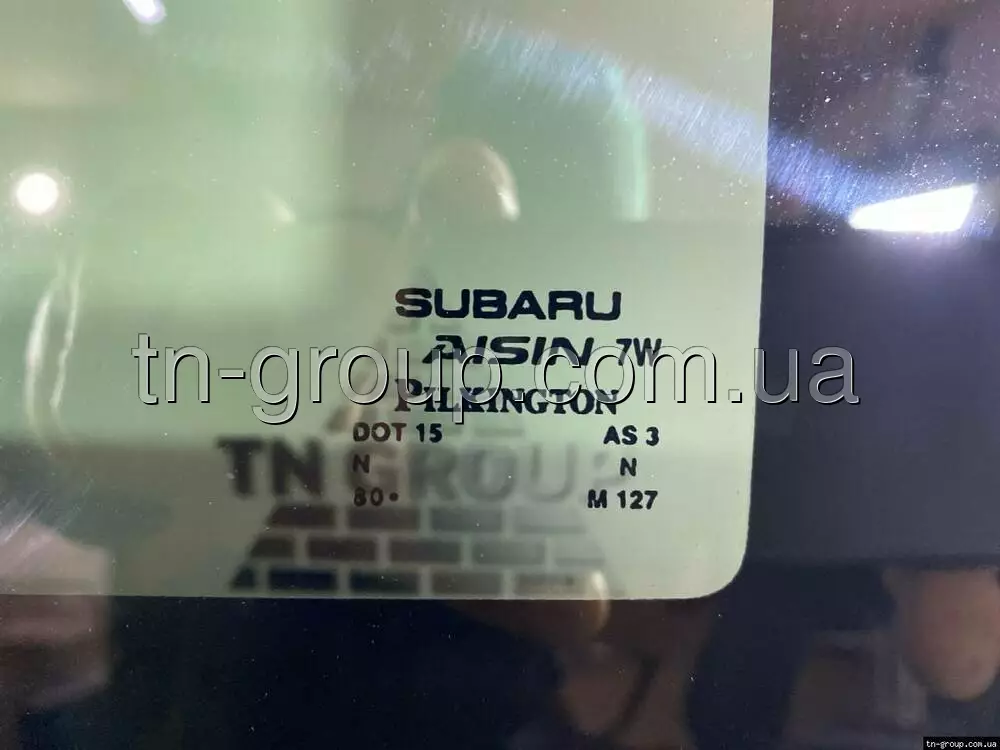 SUBARU
AISIN 7W
tn-group.com.ua
PILKINGTON
DOT 15 AS 3
TN GROUP
N N
80• M 127
tn-group.com.ua